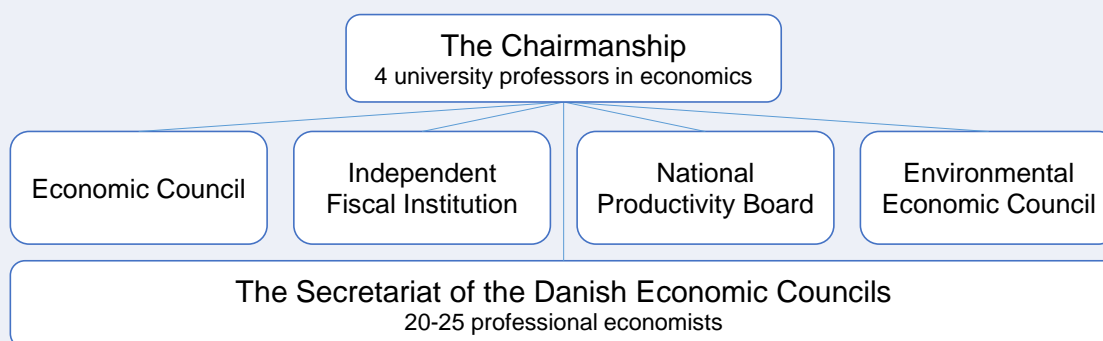 The Chairmanship
4 university professors in economics
Economic Council
Independent
Fiscal Institution
National
Productivity Board
Environmental
Economic Council
The Secretariat of the Danish Economic Councils
20-25 professional economists